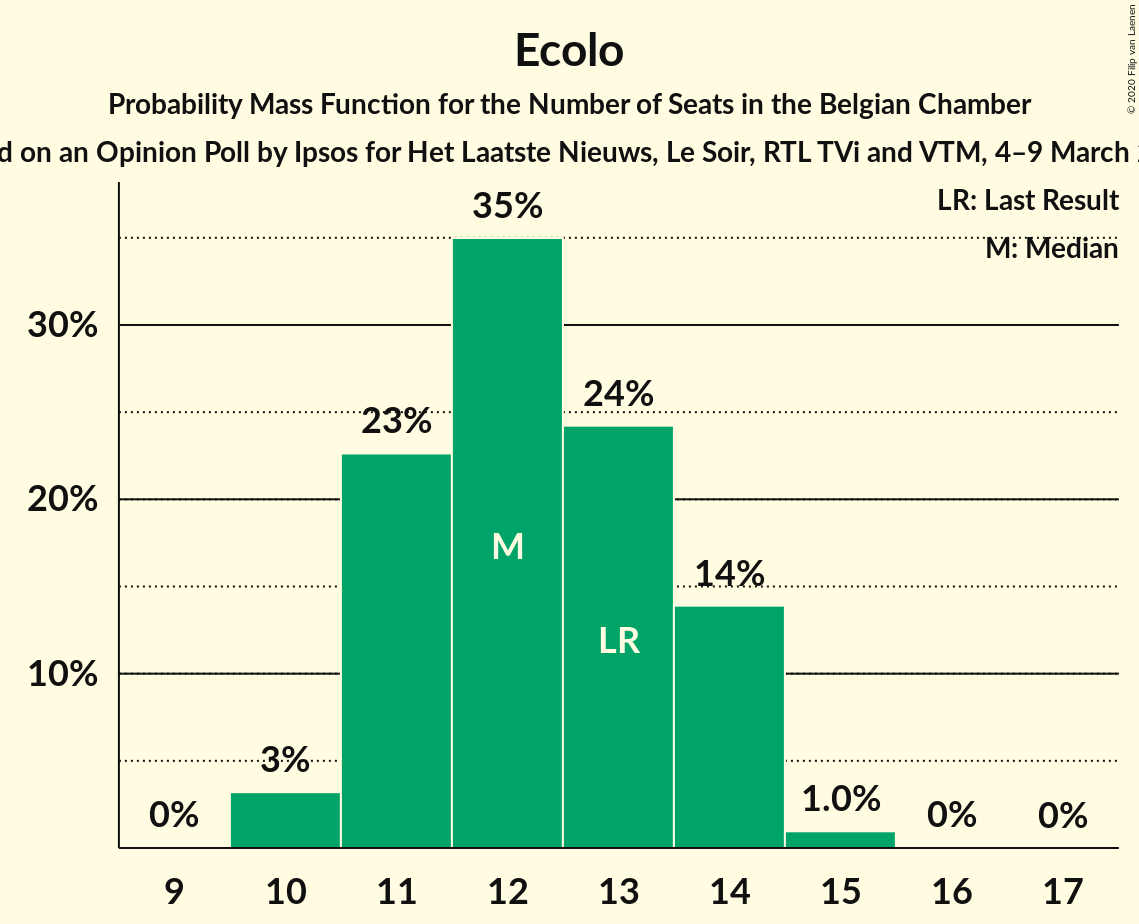 © 2020 Filip van Laenen
Ecolo
Probability Mass Function for the Number of Seats in the Belgian Chamber
on an Opinion Poll by Ipsos for Het Laatste Nieuws, Le Soir, RTL TVi and VTM, 4–9 March
LR: Last Result
M: Median
35%
30%
24%
23%
20%
M
14%
LR
10%
3%
1.0%
0%
0%
0%
9 10 11 12 13 14 15 16 17